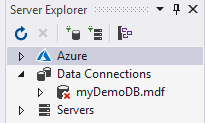 Server Explorer
Azure
Data Connections
myDemoDB.mdf
Servers